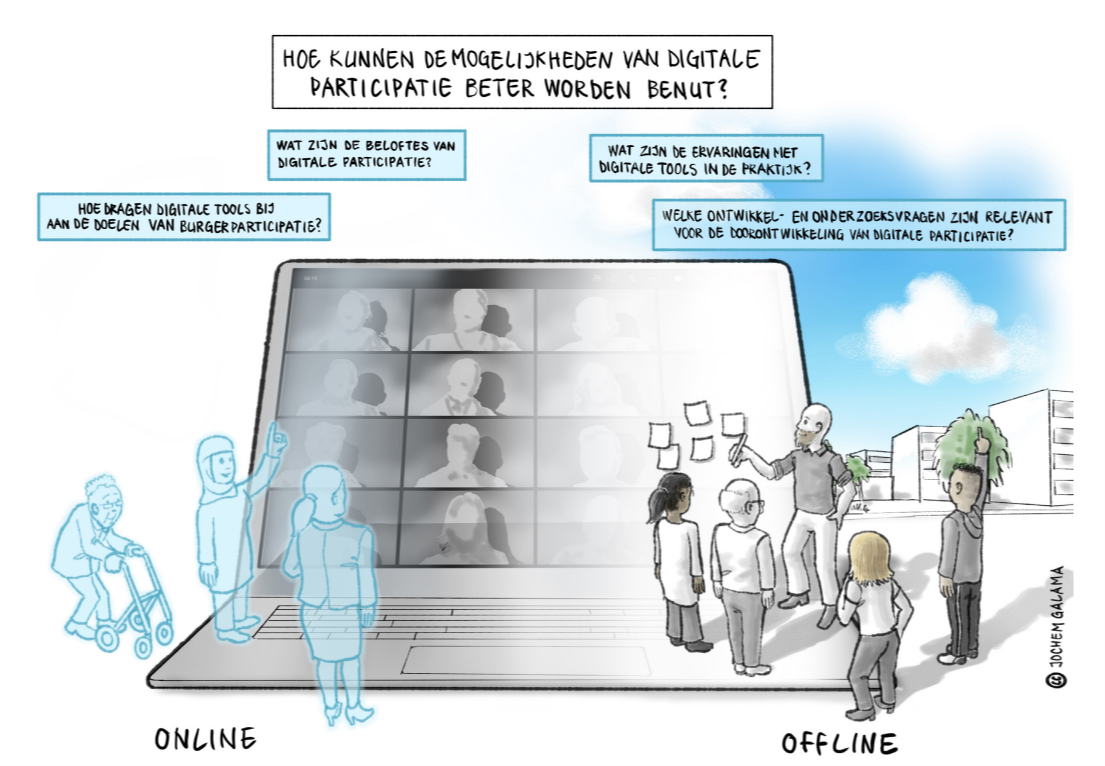 HOE KUNNEN DE MOGELIJKHEDEN VAN DIGITALE
PARTICIPATIE BETER WORDEN BENUT?
WAT ZIJN DE BELOFTES VAN
DIGITALE PARTICIPATIE?
WAT ZIJN DE ERVARINGEN MET
DIGITALE TOOLS IN DE PRAKTIJK?
HOE DRAGEN DIGITALE TOOLS BIJ
AAN DE DOELEN VAN BURGERPARTICIPATIE?
WELKE ONTWIKKEL- EN ONDERZOEKSVRAGEN ZIJN RELEVANT
VOOR DE DOORONTWIKKELING VAN DIGITALE PARTICIPATIE?
cc JOCHEM GALAMA
ONLINE
OFFLINE